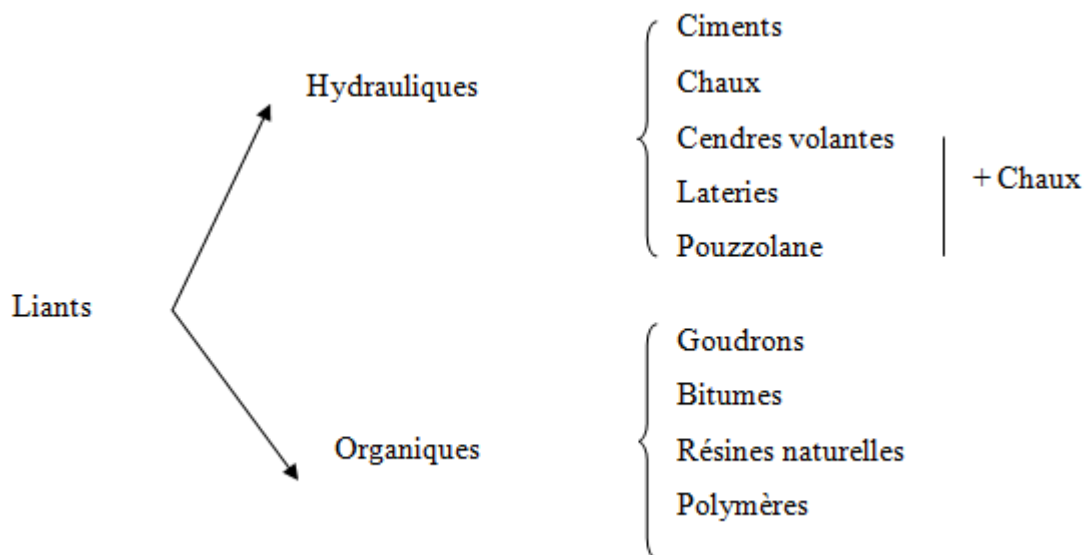 Liants
Hydrauliques
Ciments
Chaux
Cendres volantes
Lateries
Pouzzolane
+ Chaux
Organiques
Goudrons
Bitumes
Résines naturelles
Polymères